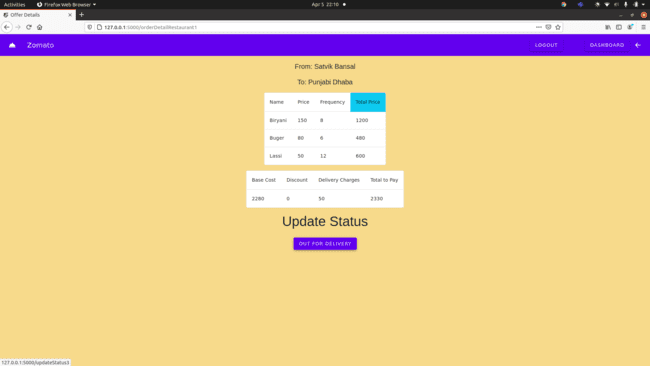 Activities Firefox Web Browser Apr 5 23:10
Offer Details
127.0.0.1:5000/orderDetailRestaurant1
Zomato LOGOUT DASHBOARD
From: Satvik Bansal
To: Punjabi Dhaba
Name Price Frequency Total Price
Biryani 150 8 1200
Buger 80 6 480
Lassi 50 12 600
Base Cost Discount Delivery Charges Total to Pay
2280 0 50 2330
Update Status
OUT FOR DELIVERY
127.0.0.1:5000/updateStatus3